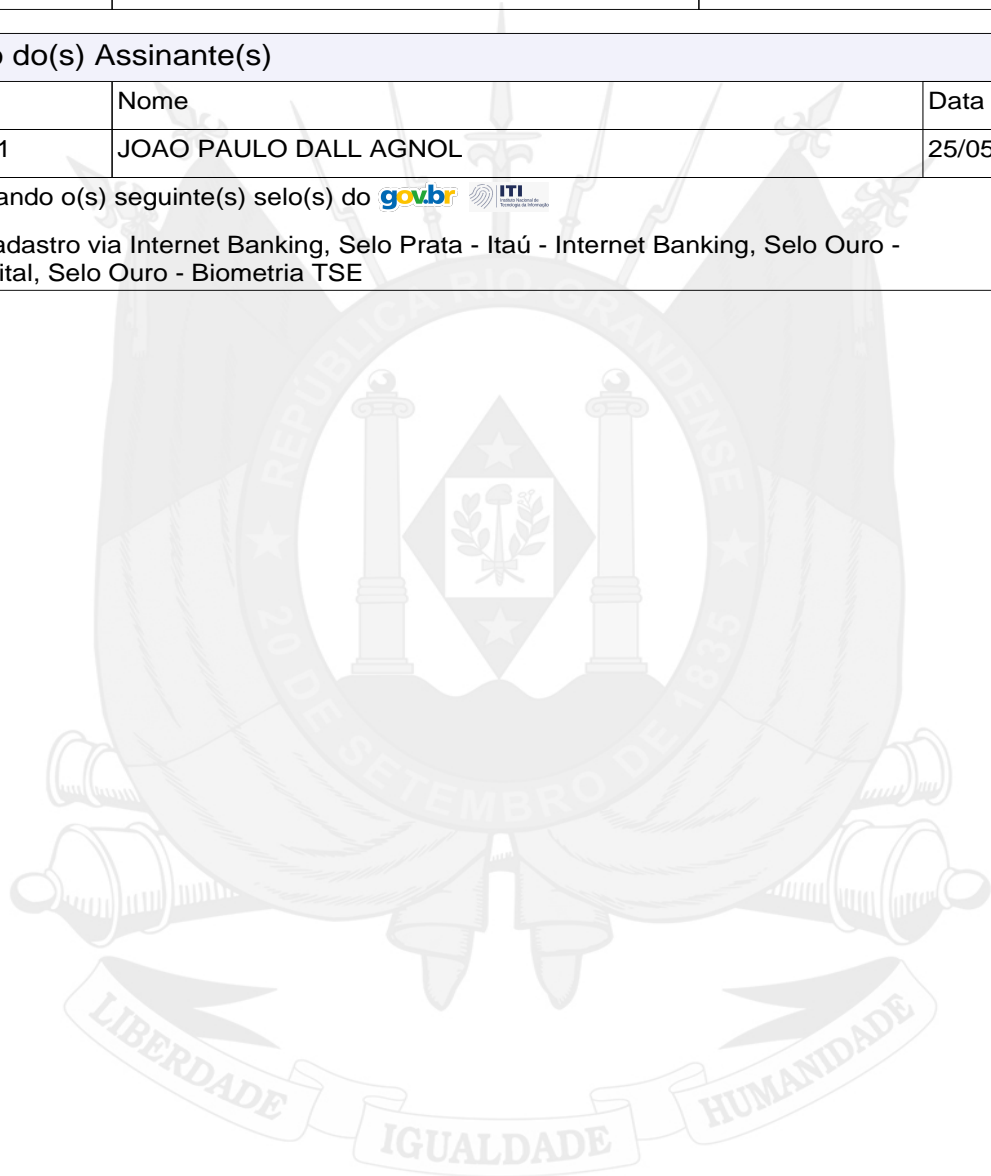 o do(s) Assinante(s)
Nome Data
1 JOAO PAULO DALL AGNOL 25/05
ando o(s) seguinte(s) selo(s) do gov.br ITI
adastro via Internet Banking, Selo Prata - Itaú - Internet Banking, Selo Ouro -
ital, Selo Ouro - Biometria TSE
REPÚBLICA RIO-GRANDENSE
20 DE SETEMBRO DE 1835
LIBERDADE IGUALDADE HUMANIDADE